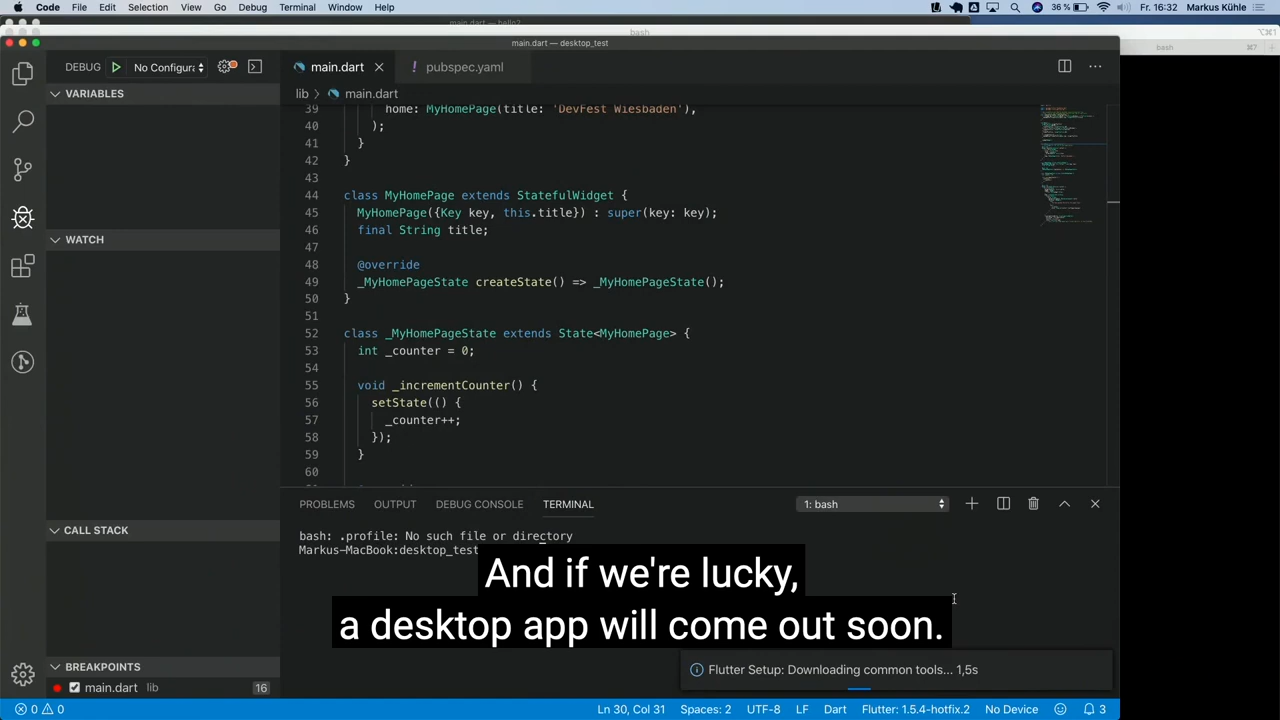 Code File Edit Selection View Go Debug Terminal Window Help 36 % Fr. 16:32 Markus Kühle
main.dart — hello2
bash
⌥⌘1
main.dart — desktop_test
bash ⌘7
DEBUG No Configura
main.dart
pubspec.yaml
VARIABLES
lib > main.dart
39 home: MyHomePage(title: 'DevFest Wiesbaden'),
40 );
41 }
42 }
43
44 class MyHomePage extends StatefulWidget {
45 MyHomePage({Key key, this.title}) : super(key: key);
46 final String title;
47
48 @override
49 _MyHomePageState createState() => _MyHomePageState();
50 }
51
52 class _MyHomePageState extends State<MyHomePage> {
53 int _counter = 0;
54
55 void _incrementCounter() {
56 setState(() {
57 _counter++;
58 });
59 }
60
WATCH
CALL STACK
BREAKPOINTS
main.dart lib 16
PROBLEMS OUTPUT DEBUG CONSOLE TERMINAL 1: bash
bash: .profile: No such file or directory
Markus-MacBook:desktop_test
And if we're lucky,
a desktop app will come out soon.
Flutter Setup: Downloading common tools... 1,5s
0 0 Ln 30, Col 31 Spaces: 2 UTF-8 LF Dart Flutter: 1.5.4-hotfix.2 No Device 3